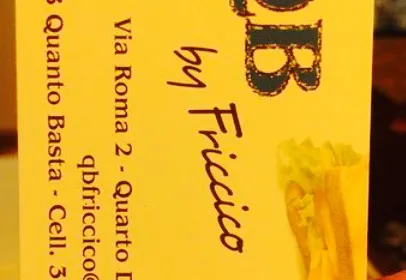 QB
by Friccico
Via Roma 2 - Quarto
qbfriccico@
Quanto Basta - Cell. 3